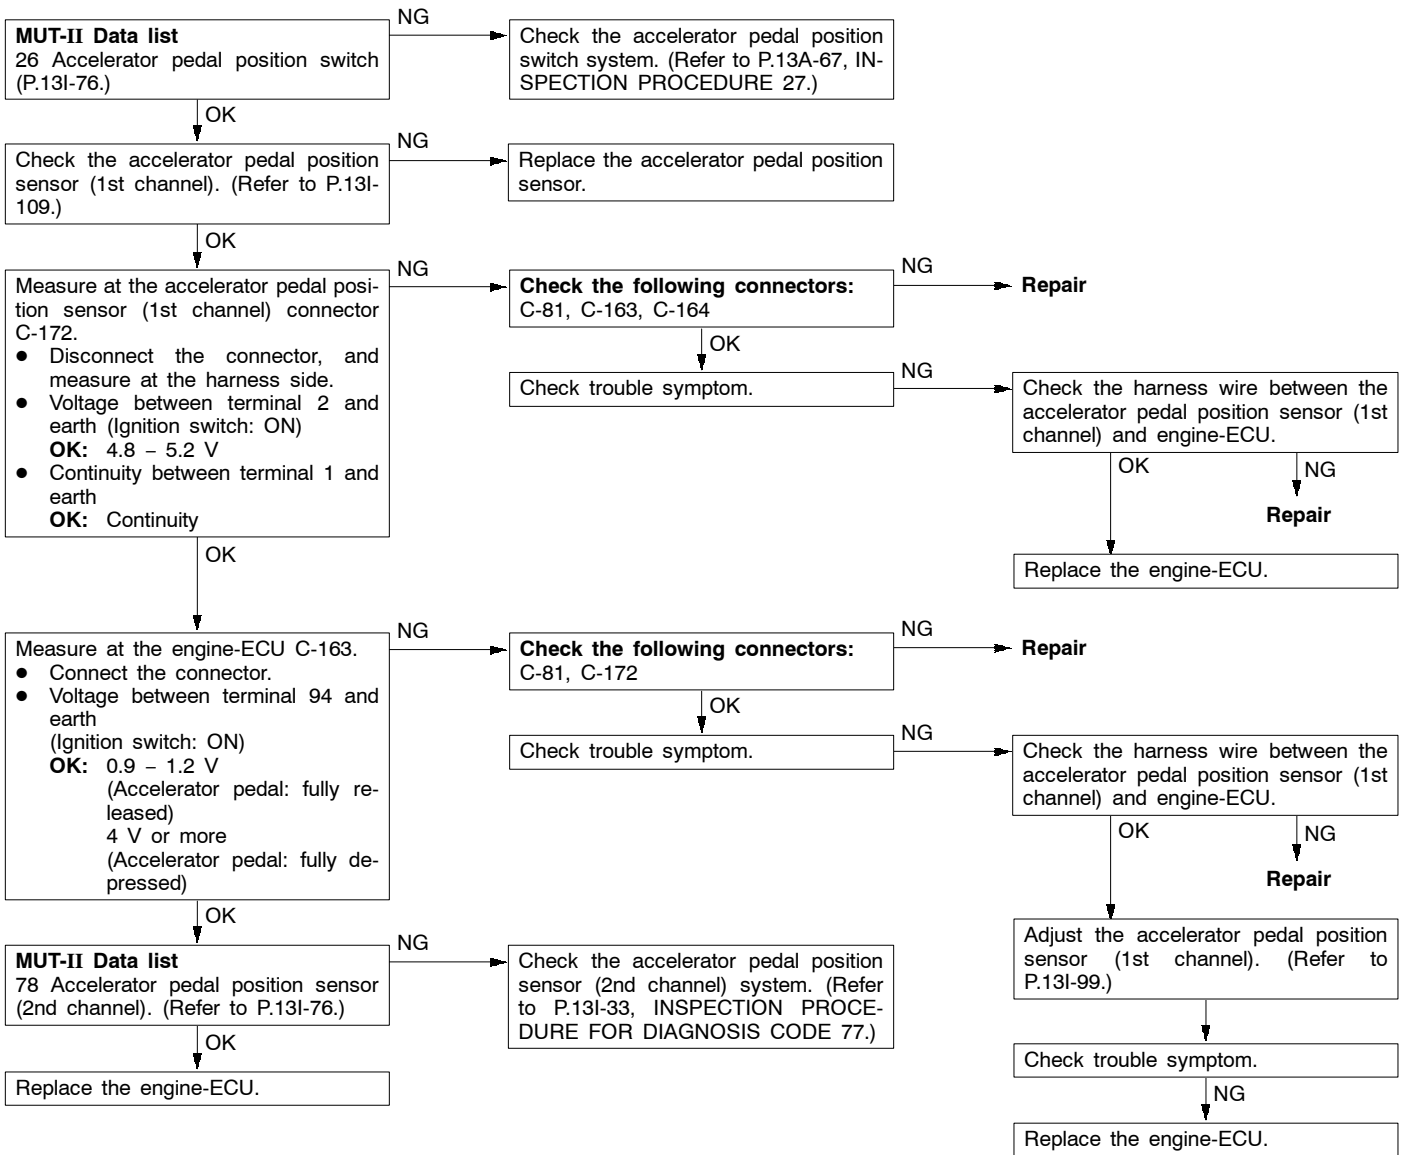 MUT-II Data list
26 Accelerator pedal position switch
(P.13I-76.)
NG
Check the accelerator pedal position
switch system. (Refer to P.13A-67, IN-
SPECTION PROCEDURE 27.)
OK
Check the accelerator pedal position
sensor (1st channel). (Refer to P.13I-
109.)
NG
Replace the accelerator pedal position
sensor.
OK
Measure at the accelerator pedal posi-
tion sensor (1st channel) connector
C-172.
● Disconnect the connector, and
measure at the harness side.
● Voltage between terminal 2 and
earth (Ignition switch: ON)
OK: 4.8 – 5.2 V
● Continuity between terminal 1 and
earth
OK: Continuity
NG
Check the following connectors:
C-81, C-163, C-164
NG
Repair
OK
Check trouble symptom.
NG
Check the harness wire between the
accelerator pedal position sensor (1st
channel) and engine-ECU.
OK
NG
Repair
Replace the engine-ECU.
OK
Measure at the engine-ECU C-163.
● Connect the connector.
● Voltage between terminal 94 and
earth
(Ignition switch: ON)
OK: 0.9 – 1.2 V
(Accelerator pedal: fully re-
leased)
4 V or more
(Accelerator pedal: fully de-
pressed)
NG
Check the following connectors:
C-81, C-172
NG
Repair
OK
Check trouble symptom.
NG
Check the harness wire between the
accelerator pedal position sensor (1st
channel) and engine-ECU.
OK
NG
Repair
Adjust the accelerator pedal position
sensor (1st channel). (Refer to
P.13I-99.)
Check trouble symptom.
NG
Replace the engine-ECU.
OK
MUT-II Data list
78 Accelerator pedal position sensor
(2nd channel). (Refer to P.13I-76.)
NG
Check the accelerator pedal position
sensor (2nd channel) system. (Refer
to P.13I-33, INSPECTION PROCE-
DURE FOR DIAGNOSIS CODE 77.)
OK
Replace the engine-ECU.